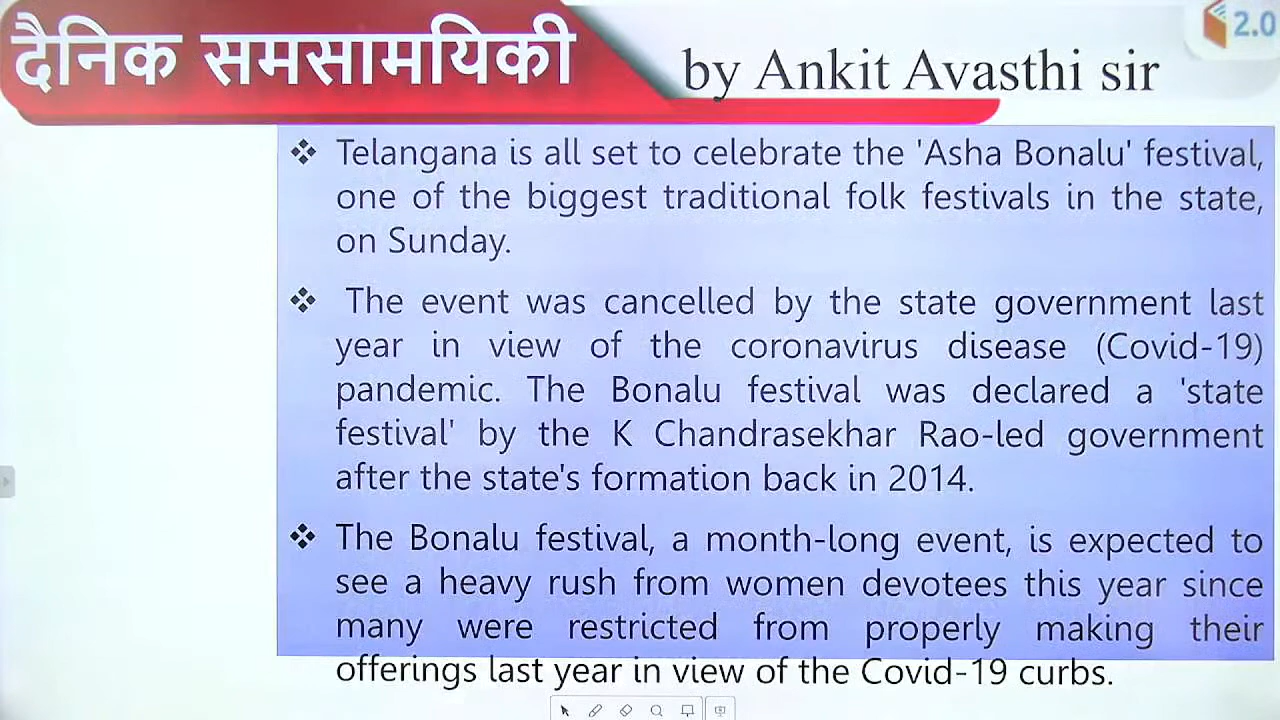 दैनिक समसामयिकी
by Ankit Avasthi sir
2.0
❖ Telangana is all set to celebrate the 'Asha Bonalu' festival,
one of the biggest traditional folk festivals in the state,
on Sunday.
❖ The event was cancelled by the state government last
year in view of the coronavirus disease (Covid-19)
pandemic. The Bonalu festival was declared a 'state
festival' by the K Chandrasekhar Rao-led government
after the state's formation back in 2014.
❖ The Bonalu festival, a month-long event, is expected to
see a heavy rush from women devotees this year since
many were restricted from properly making their
offerings last year in view of the Covid-19 curbs.